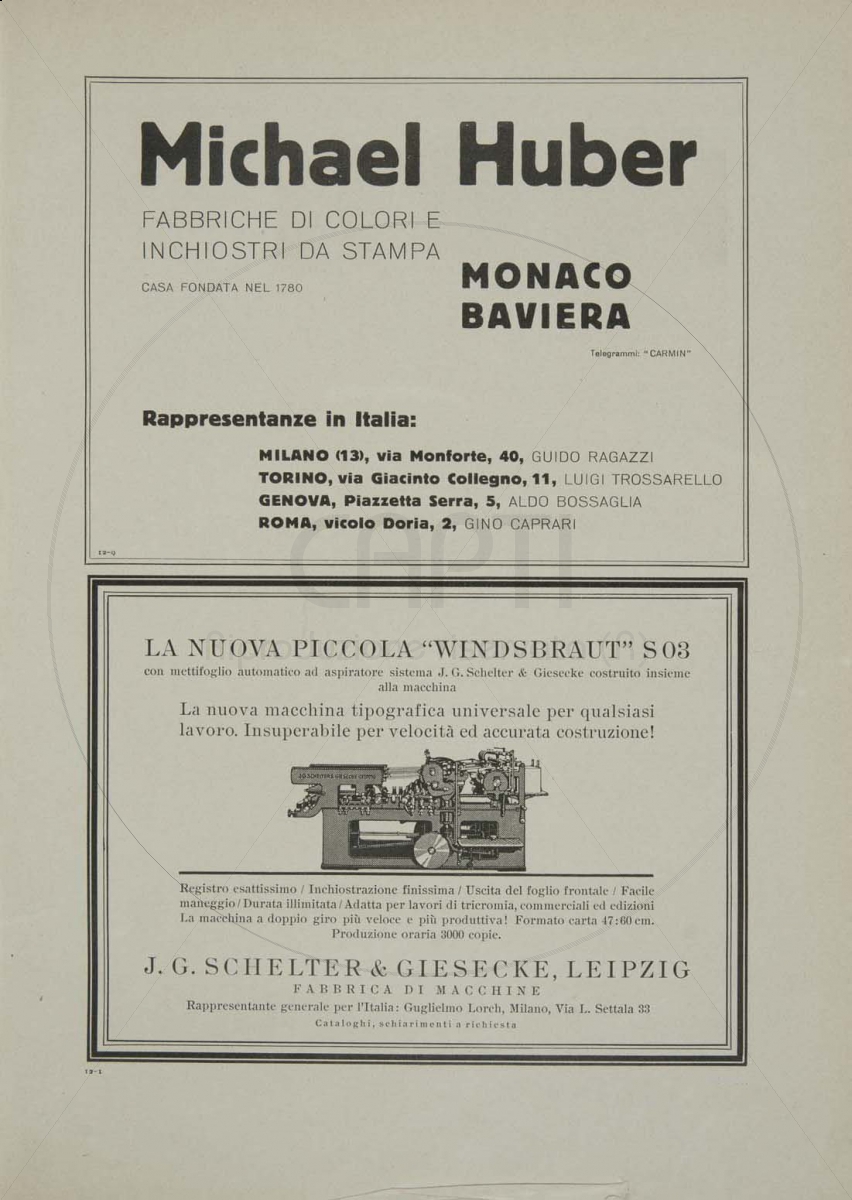 Michael Huber
FABBRICHE DI COLORI E
INCHIOSTRI DA STAMPA
CASA FONDATA NEL 1780
MONACO
BAVIERA
Telegrammi: "CARMIN"
Rappresentanze in Italia:
MILANO (13), via Monforte, 40, GUIDO RAGAZZI
TORINO, via Giacinto Collegno, 11, LUIGI TROSSARELLO
GENOVA, Piazzetta Serra, 5, ALDO BOSSAGLIA
ROMA, vicolo Doria, 2, GINO CAPRARI
12-9
LA NUOVA PICCOLA “WINDSBRAUT” S 03
con mettifoglio automatico ad aspiratore sistema J. G. Schelter & Giesecke costruito insieme
alla macchina
La nuova macchina tipografica universale per qualsiasi
lavoro. Insuperabile per velocità ed accurata costruzione!
Registro esattissimo / Inchiostrazione finissima / Uscita del foglio frontale / Facile
maneggio / Durata illimitata / Adatta per lavori di tricromia, commerciali ed edizioni
La macchina a doppio giro più veloce e più produttiva! Formato carta 47:60 cm.
Produzione oraria 3000 copie.
J. G. SCHELTER & GIESECKE, LEIPZIG
FABBRICA DI MACCHINE
Rappresentante generale per l'Italia: Guglielmo Lorch, Milano, Via L. Settala 33
Cataloghi, schiarimenti a richiesta
12-1